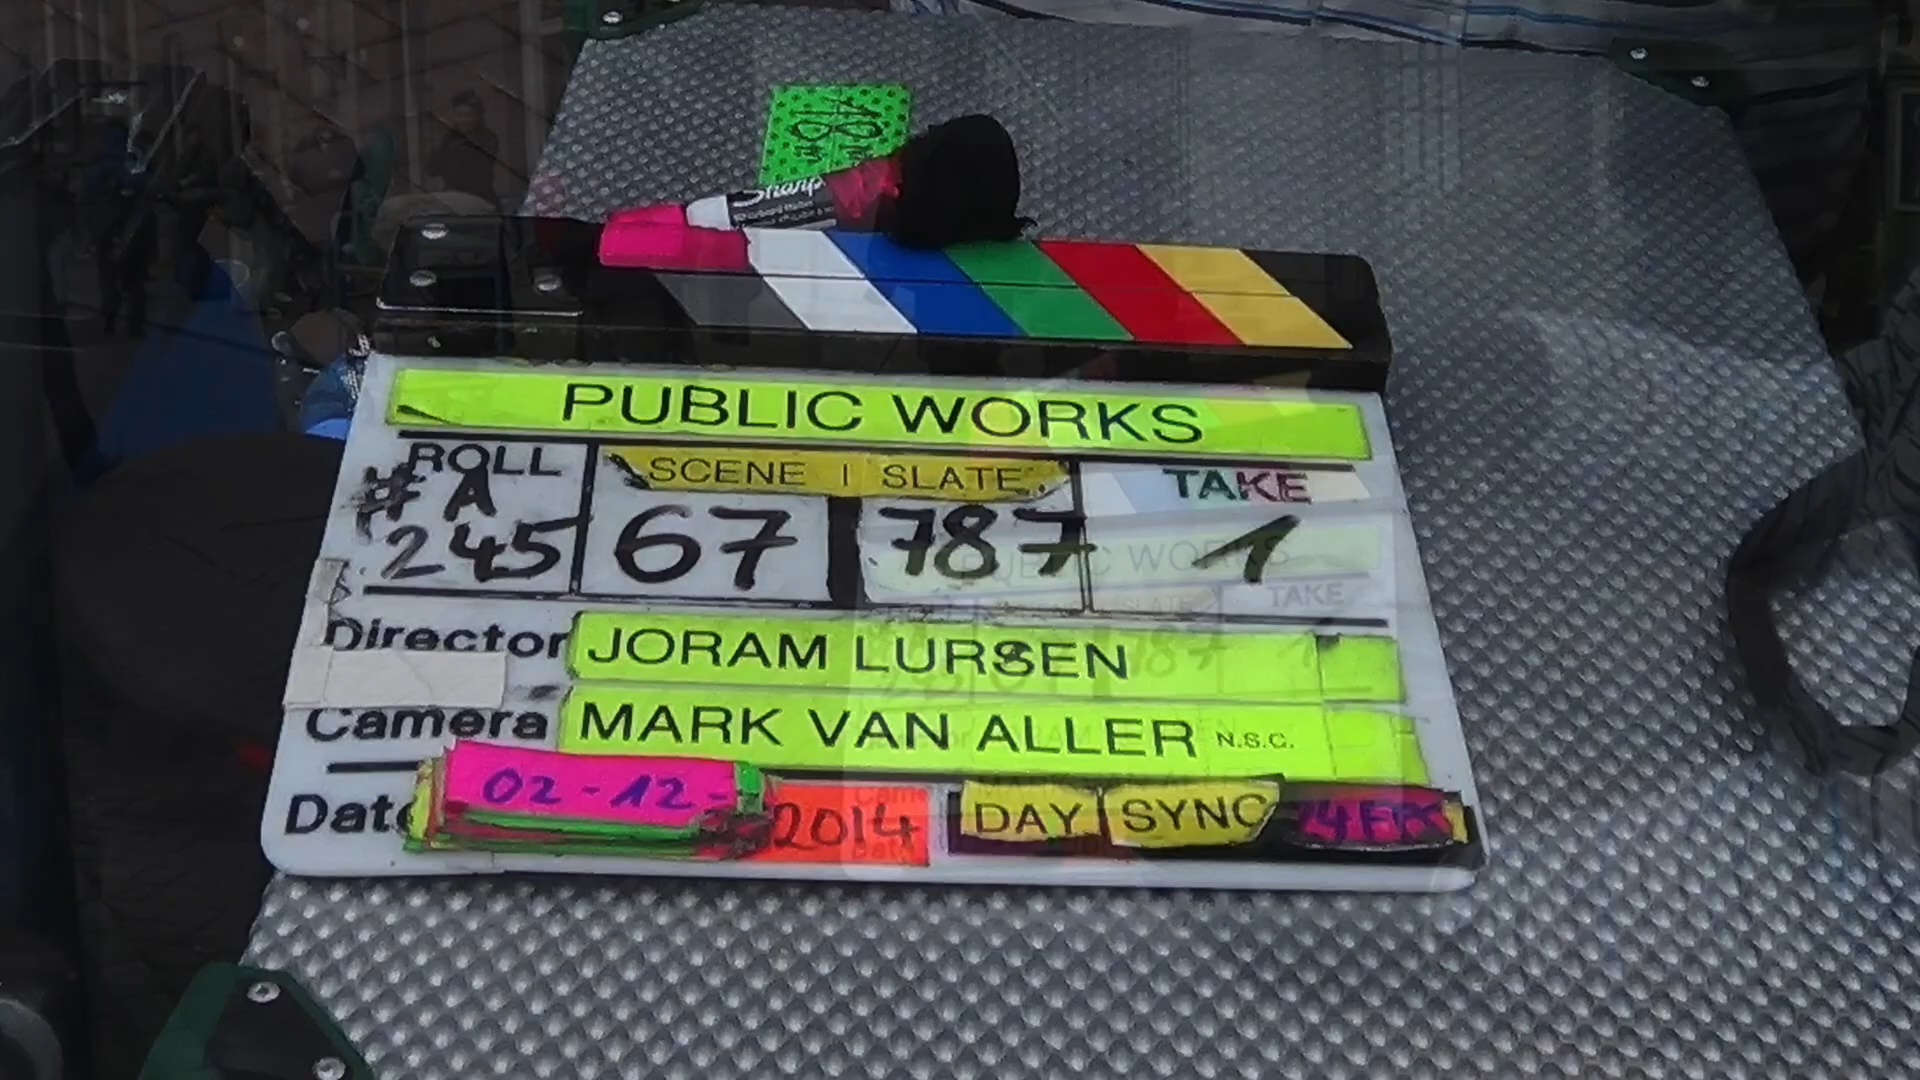 Sharp
PUBLIC WORKS
ROLL SCENE | SLATE TAKE
# A
245 67 787 1
Director JORAM LURSEN
Camera MARK VAN ALLER N.S.C.
Date 02-12- 2014 DAY SYNC